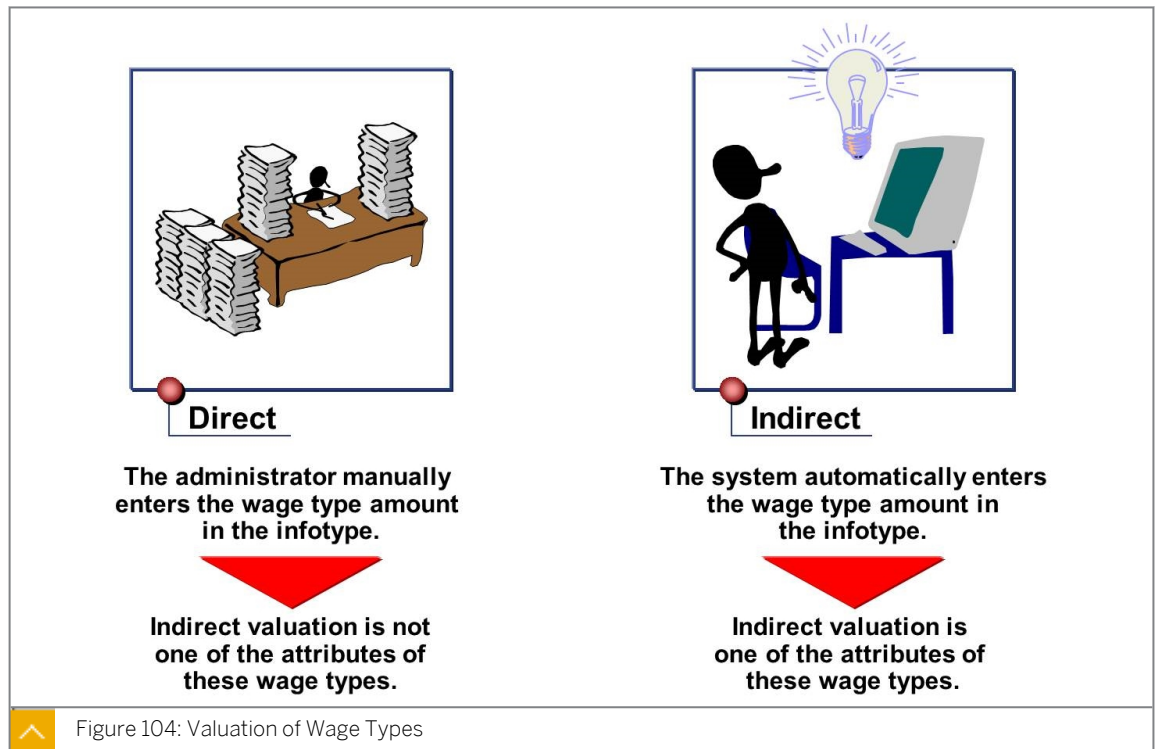 Direct
The administrator manually
enters the wage type amount
in the infotype.
Indirect valuation is not
one of the attributes of
these wage types.
Indirect
The system automatically enters
the wage type amount in
the infotype.
Indirect valuation is
one of the attributes of
these wage types.
Figure 104: Valuation of Wage Types